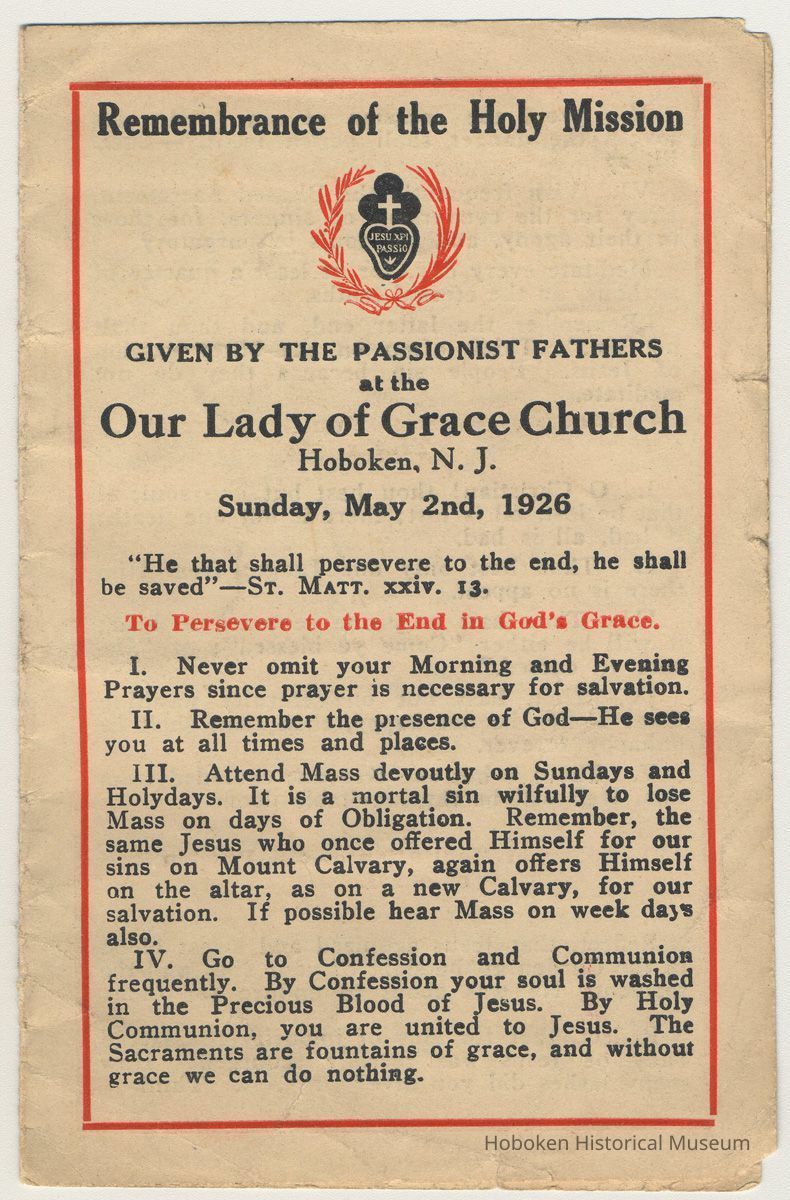 Remembrance of the Holy Mission
JESU XPI
PASSIO
GIVEN BY THE PASSIONIST FATHERS
at the
Our Lady of Grace Church
Hoboken, N. J.
Sunday, May 2nd, 1926
"He that shall persevere to the end, he shall
be saved"—ST. MATT. xxiv. 13.
To Persevere to the End in God's Grace.
I. Never omit your Morning and Evening
Prayers since prayer is necessary for salvation.
II. Remember the presence of God—He sees
you at all times and places.
III. Attend Mass devoutly on Sundays and
Holydays. It is a mortal sin wilfully to lose
Mass on days of Obligation. Remember, the
same Jesus who once offered Himself for our
sins on Mount Calvary, again offers Himself
on the altar, as on a new Calvary, for our
salvation. If possible hear Mass on week days
also.
IV. Go to Confession and Communion
frequently. By Confession your soul is washed
in the Precious Blood of Jesus. By Holy
Communion, you are united to Jesus. The
Sacraments are fountains of grace, and without
grace we can do nothing.
Hoboken Historical Museum